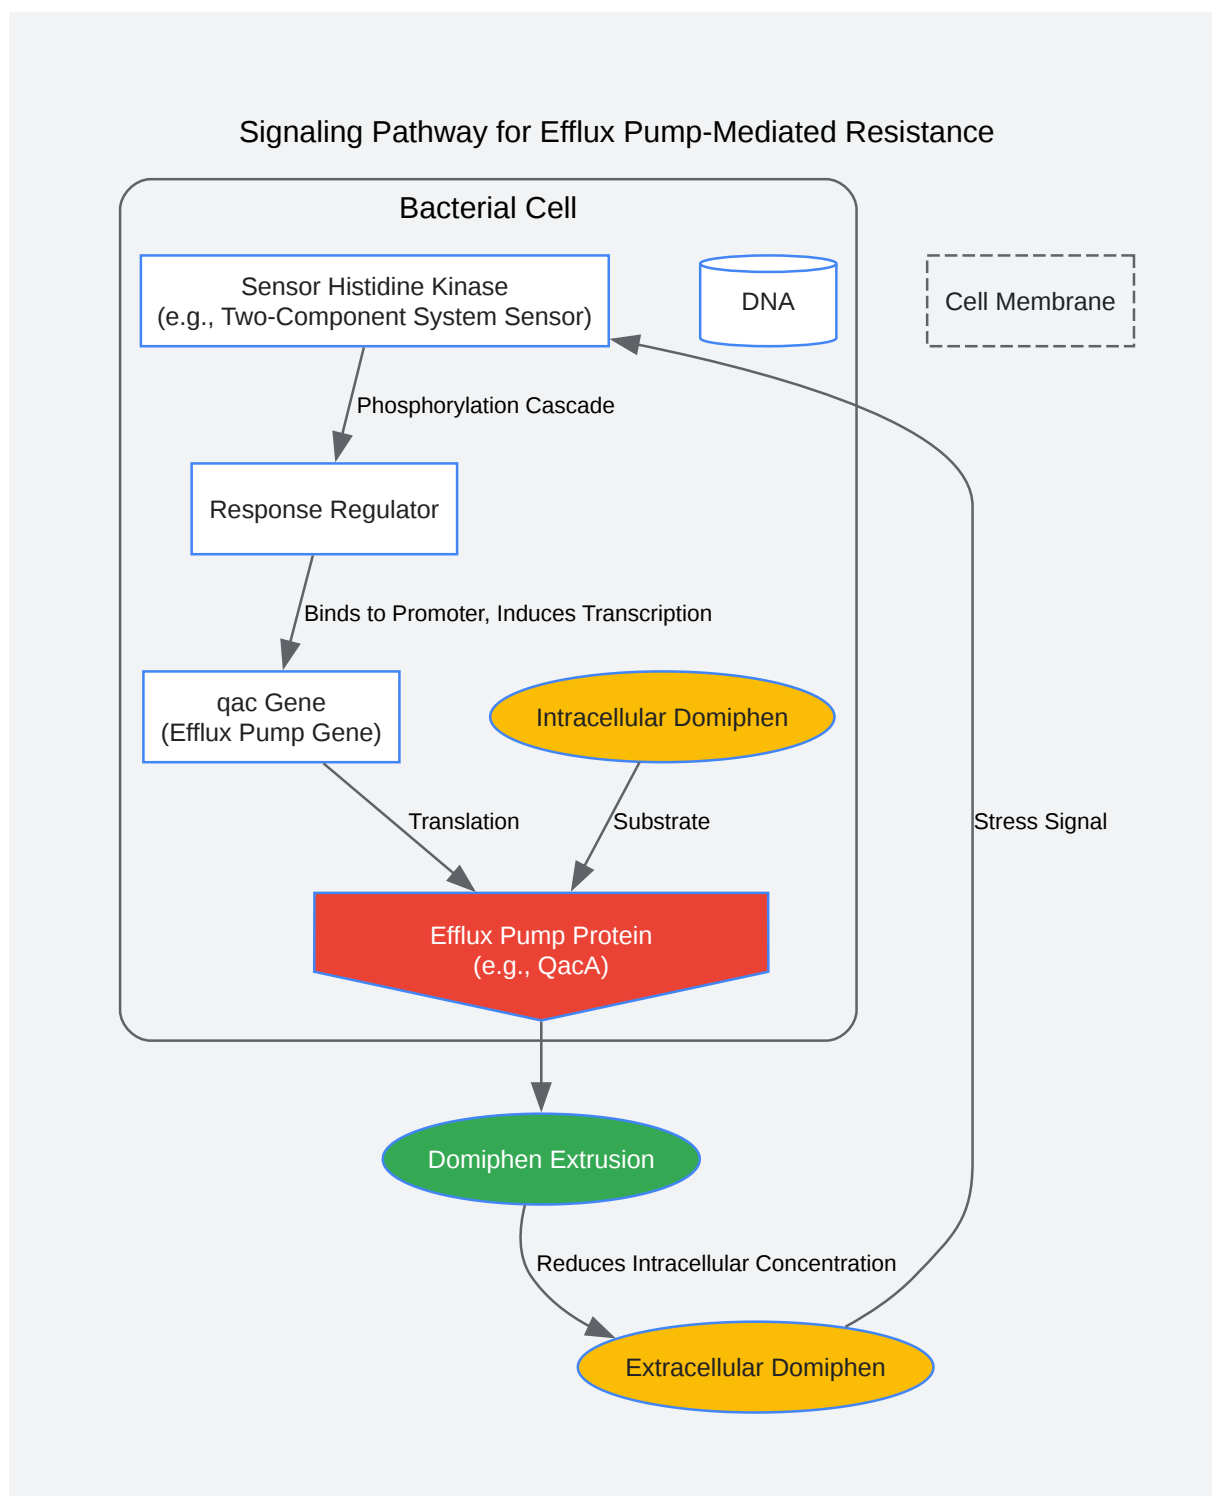 Signaling Pathway for Efflux Pump-Mediated Resistance
Bacterial Cell
Sensor Histidine Kinase
(e.g., Two-Component System Sensor)
DNA
Cell Membrane
Phosphorylation Cascade
Response Regulator
Binds to Promoter, Induces Transcription
qac Gene
(Efflux Pump Gene)
Intracellular Domiphen
Translation
Substrate
Stress Signal
Efflux Pump Protein
(e.g., QacA)
Domiphen Extrusion
Reduces Intracellular Concentration
Extracellular Domiphen